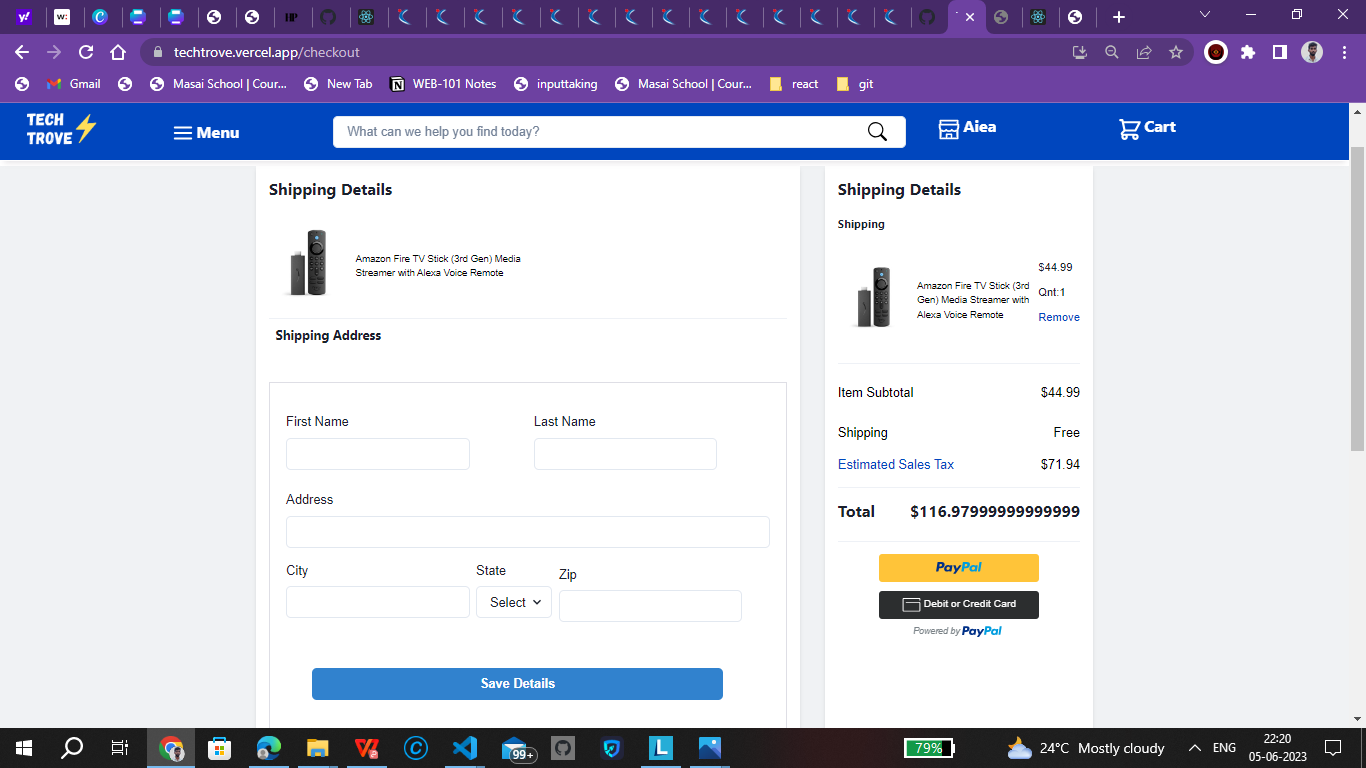 y!
w:
C
IIP
techtrove.vercel.app/checkout
Gmail
Masai School | Cour...
New Tab
WEB-101 Notes
inputtaking
Masai School | Cour...
react
git
TECH
TROVE
Menu
What can we help you find today?
Aiea
Cart
Shipping Details
Amazon Fire TV Stick (3rd Gen) Media
Streamer with Alexa Voice Remote
Shipping Address
First Name
Last Name
Address
City
State
Zip
Select
Save Details
Shipping Details
Shipping
Amazon Fire TV Stick (3rd
Gen) Media Streamer with
Alexa Voice Remote
$44.99
Qnt:1
Remove
Item Subtotal $44.99
Shipping Free
Estimated Sales Tax $71.94
Total $116.97999999999999
PayPal
Debit or Credit Card
Powered by PayPal
99+
L
79%
24°C Mostly cloudy
ENG
22:20
05-06-2023